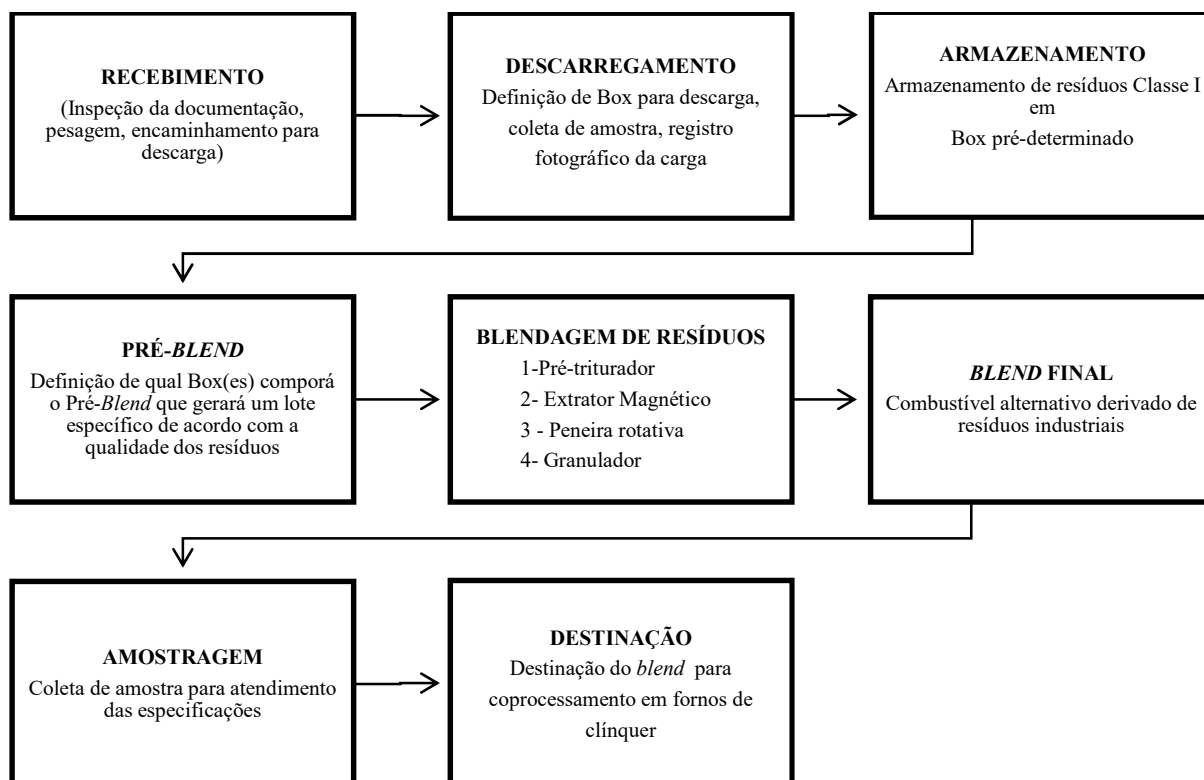 RECEBIMENTO
(Inspeção da documentação,
pesagem, encaminhamento para
descarga)
DESCARREGAMENTO
Definição de Box para descarga,
coleta de amostra, registro
fotográfico da carga
ARMAZENAMENTO
Armazenamento de resíduos Classe I
em
Box pré-determinado
PRÉ-BLEND
Definição de qual Box(es) comporá
o Pré-Blend que gerará um lote
específico de acordo com a
qualidade dos resíduos
BLENDAGEM DE RESÍDUOS
1-Pré-triturador
2- Extrator Magnético
3 - Peneira rotativa
4- Granulador
BLEND FINAL
Combustível alternativo derivado de
resíduos industriais
AMOSTRAGEM
Coleta de amostra para atendimento
das especificações
DESTINAÇÃO
Destinação do blend para
coprocessamento em fornos de
clínquer